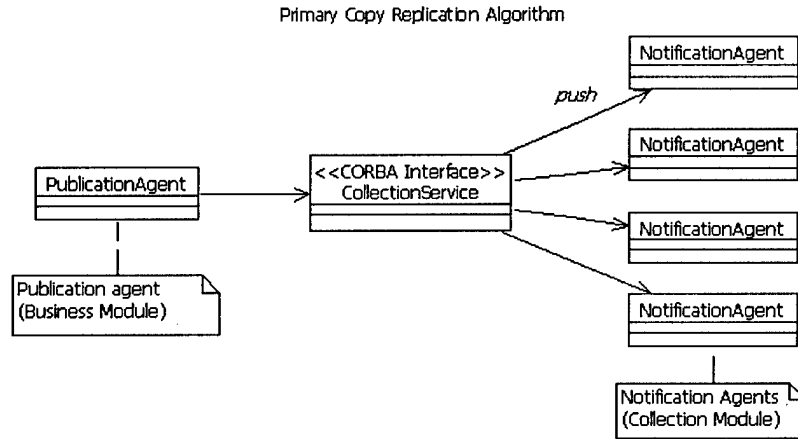 Primary Copy Replication Algorithm
NotificationAgent
push
NotificationAgent
<<CORBA Interface>>
CollectionService
PublicationAgent
NotificationAgent
Publication agent
(Business Module)
NotificationAgent
Notification Agents
(Collection Module)